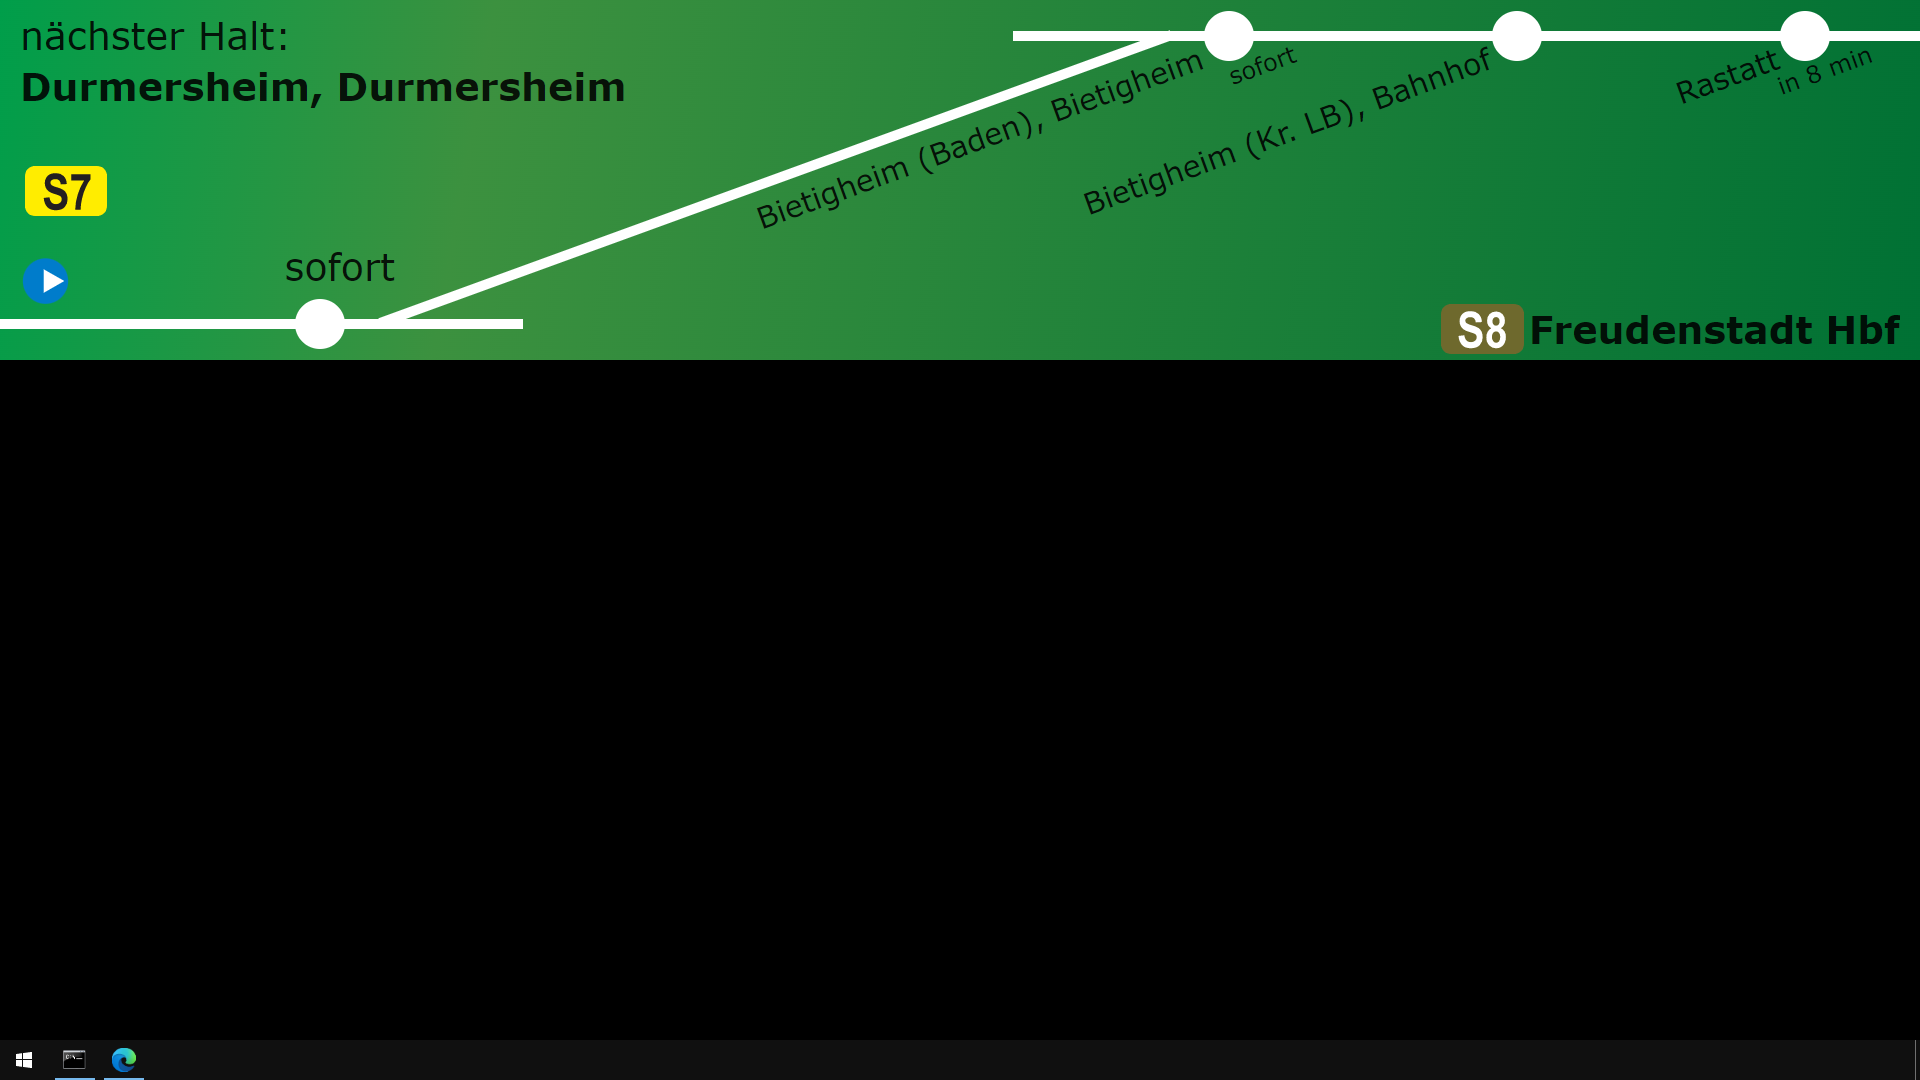 nächster Halt:
Durmersheim, Durmersheim
S7
sofort
Bietigheim (Baden), Bietigheim
sofort
Bietigheim (Kr. LB), Bahnhof
Rastatt
in 8 min
S8 Freudenstadt Hbf